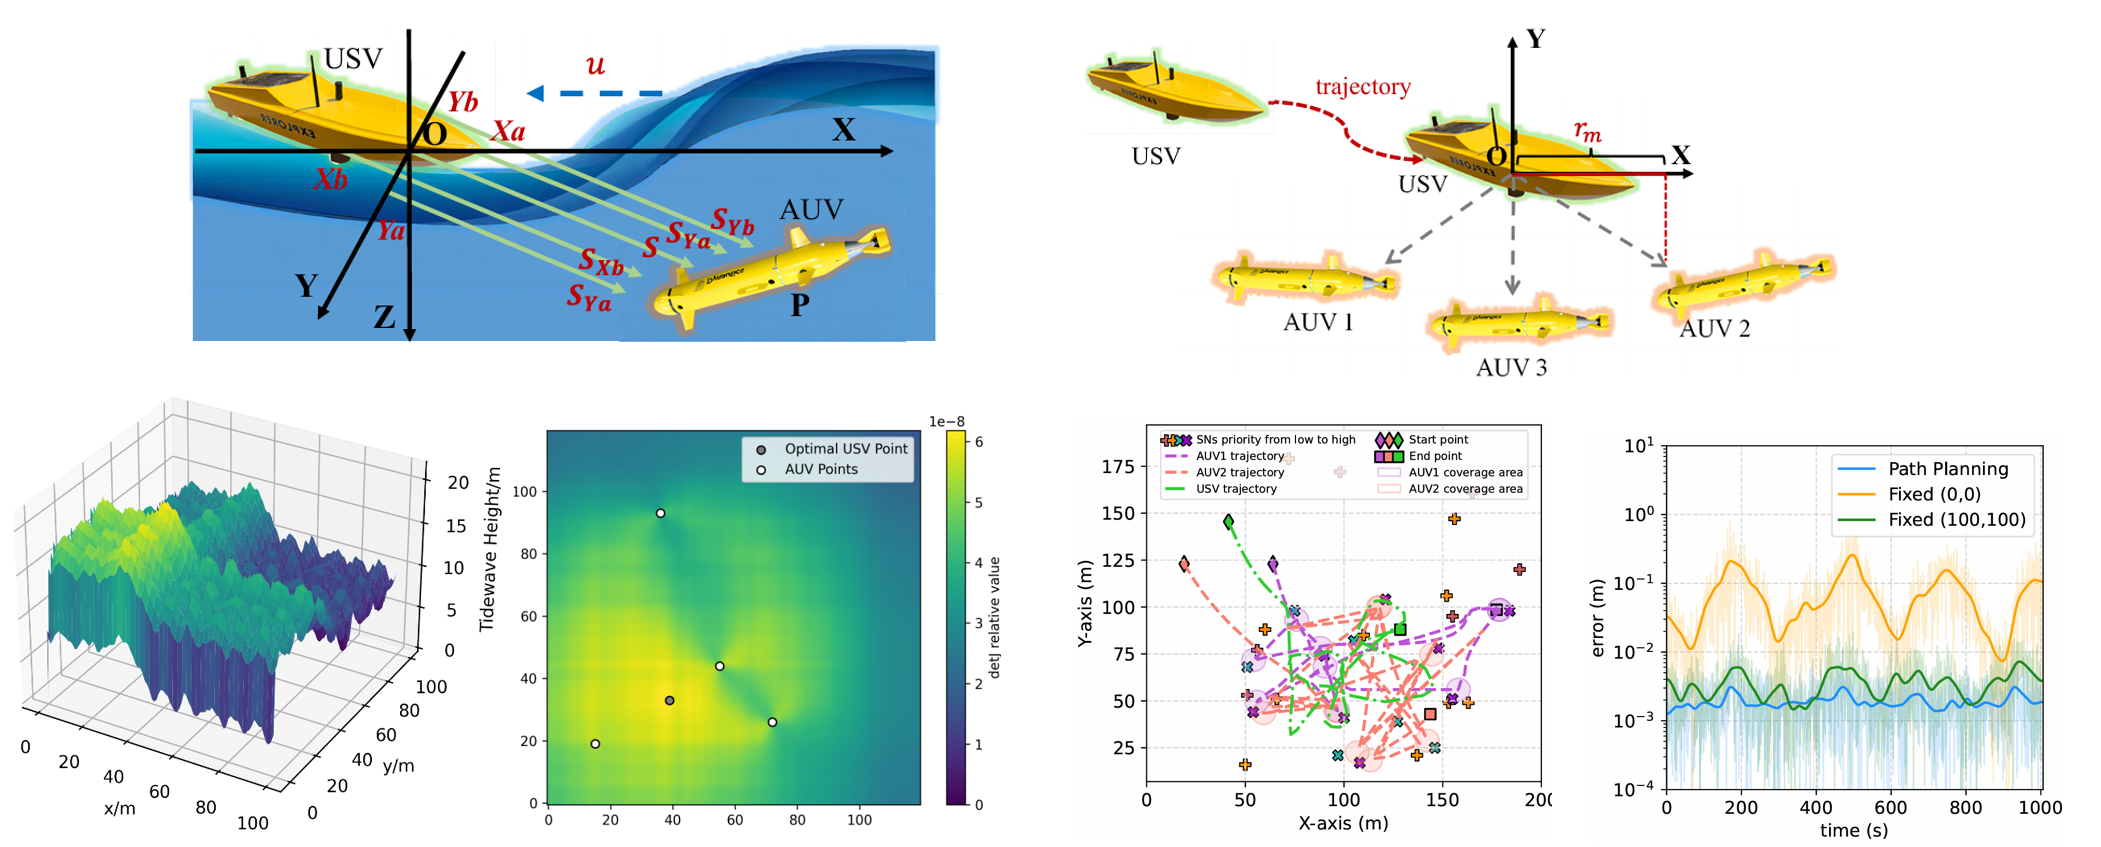 USV
u
Yb
O
Xa
X
Xb
Ya
AUV
S_Yb
S_Ya
S
S_Xb
S_Ya
Y
Z
P
EXPLORER
USV
trajectory
Y
r_m
O
X
USV
EXPLORER
AUV 1
AUV 2
AUV 3
Tidewave Height/m
20
15
10
5
0
100
80
60
40
20
0
y/m
0
20
40
60
80
100
x/m
Optimal USV Point
AUV Points
100
80
60
40
20
0
0
20
40
60
80
100
1e−8
6
5
4
3
2
1
0
detJ relative value
SNs priority from low to high
AUV1 trajectory
AUV2 trajectory
USV trajectory
Start point
End point
AUV1 coverage area
AUV2 coverage area
175
150
125
100
75
50
25
Y-axis (m)
0
50
100
150
200
X-axis (m)
Path Planning
Fixed (0,0)
Fixed (100,100)
10^1
10^0
10^−1
10^−2
10^−3
10^−4
error (m)
0
200
400
600
800
1000
time (s)